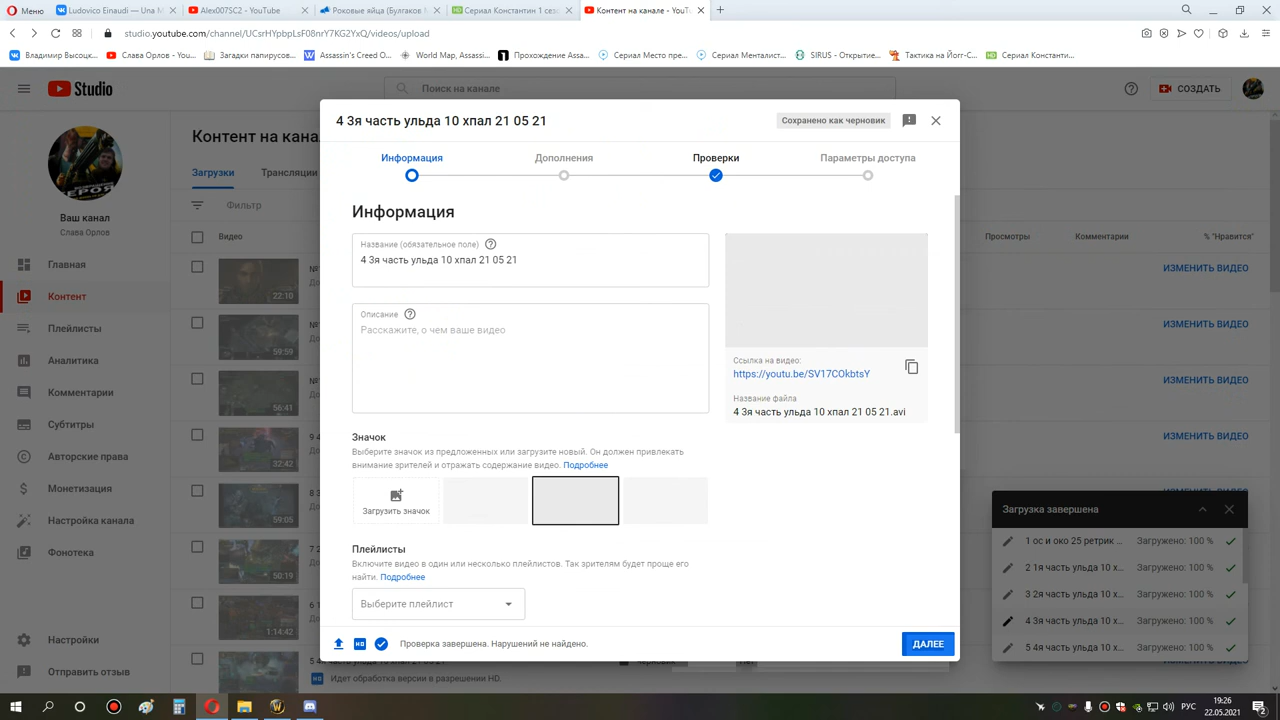 Меню
Ludovico Einaudi — Una M
Alex007SC2 - YouTube
Роковые яйца (Булгаков М
Сериал Константин 1 сезо
Контент на канале - YouTu
studio.youtube.com/channel/UCsrHYpbpLsF08nrY7KG2YxQ/videos/upload
Владимир Высоцк...
Слава Орлов - You...
Загадки папирусов...
Assassin's Creed O...
World Map, Assassi...
Прохождение Assa...
Сериал Место пре...
Сериал Менталист...
SIRUS - Открытие...
Тактика на Йогг-С...
Сериал Константи...
Studio
Поиск на канале
СОЗДАТЬ
Контент на кана
Загрузки
Трансляции
Фильтр
Видео
Просмотры
Комментарии
% "Нравится"
Ваш канал
Слава Орлов
Главная
Контент
Плейлисты
Аналитика
Комментарии
Субтитры
Авторские права
Монетизация
Настройка канала
Фонотека
Настройки
Отправить отзыв
22:10
59:59
56:41
32:42
59:05
50:19
1:14:42
ИЗМЕНИТЬ ВИДЕО
ИЗМЕНИТЬ ВИДЕО
ИЗМЕНИТЬ ВИДЕО
ИЗМЕНИТЬ ВИДЕО
4 3я часть ульда 10 хпал 21 05 21
Сохранено как черновик
Информация
Дополнения
Проверки
Параметры доступа
Информация
Название (обязательное поле)
4 3я часть ульда 10 хпал 21 05 21
Описание
Расскажите, о чем ваше видео
Ссылка на видео:
https://youtu.be/SV17COkbtsY
Название файла
4 3я часть ульда 10 хпал 21 05 21.avi
Значок
Выберите значок из предложенных или загрузите новый. Он должен привлекать
внимание зрителей и отражать содержание видео. Подробнее
Загрузить значок
Плейлисты
Включите видео в один или несколько плейлистов. Так зрителям будет проще его
найти. Подробнее
Выберите плейлист
Проверка завершена. Нарушений не найдено.
ДАЛЕЕ
Идет обработка версии в разрешении HD.
Загрузка завершена
1 ос и око 25 ретрик ... Загружено: 100 %
2 1я часть ульда 10 х... Загружено: 100 %
3 2я часть ульда 10 х... Загружено: 100 %
4 3я часть ульда 10 х... Загружено: 100 %
5 4я часть ульда 10 х... Загружено: 100 %
РУС
19:26
22.05.2021